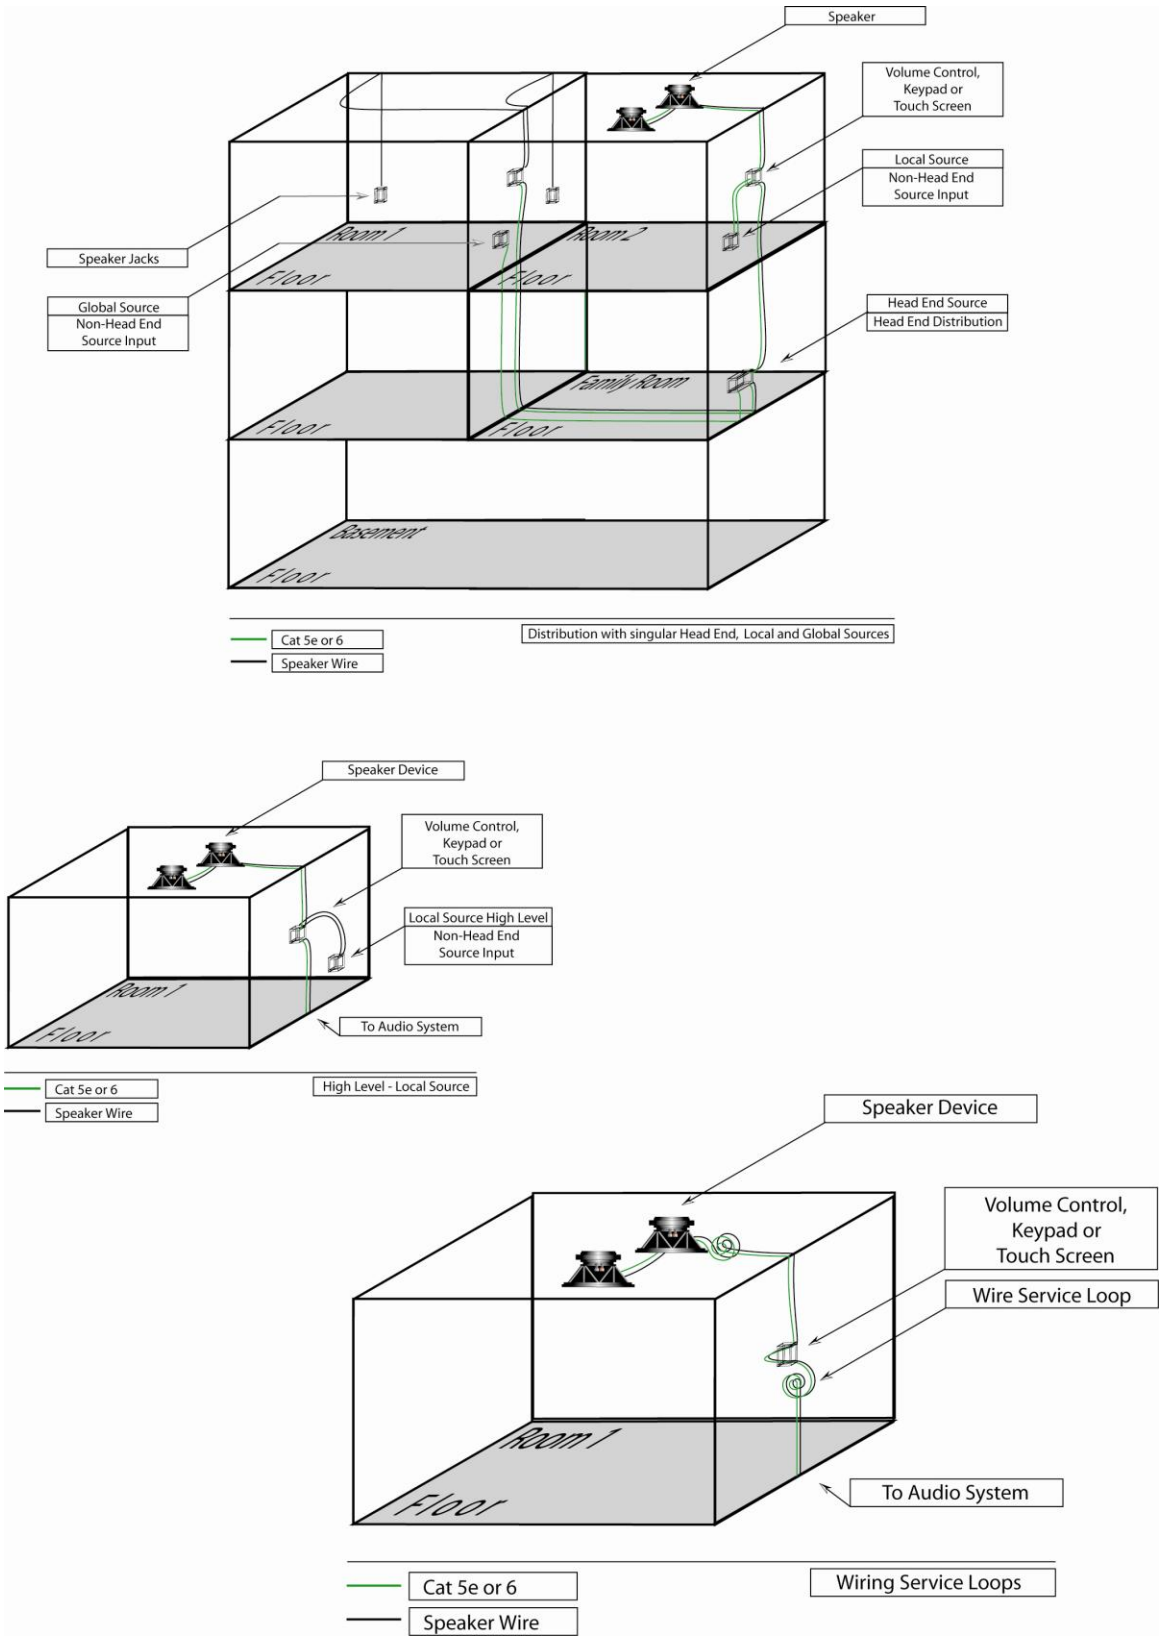 Speaker
Volume Control,
Keypad or
Touch Screen
Local Source
Non-Head End
Source Input
Speaker Jacks
Global Source
Non-Head End
Source Input
Head End Source
Head End Distribution
Room 1
Floor
Room 2
Floor
Floor
Family Room
Floor
Basement
Floor
Cat 5e or 6
Speaker Wire
Distribution with singular Head End, Local and Global Sources
Speaker Device
Volume Control,
Keypad or
Touch Screen
Local Source High Level
Non-Head End
Source Input
Room 1
Floor
To Audio System
Cat 5e or 6
Speaker Wire
High Level - Local Source
Speaker Device
Volume Control,
Keypad or
Touch Screen
Wire Service Loop
Room 1
Floor
To Audio System
Cat 5e or 6
Speaker Wire
Wiring Service Loops